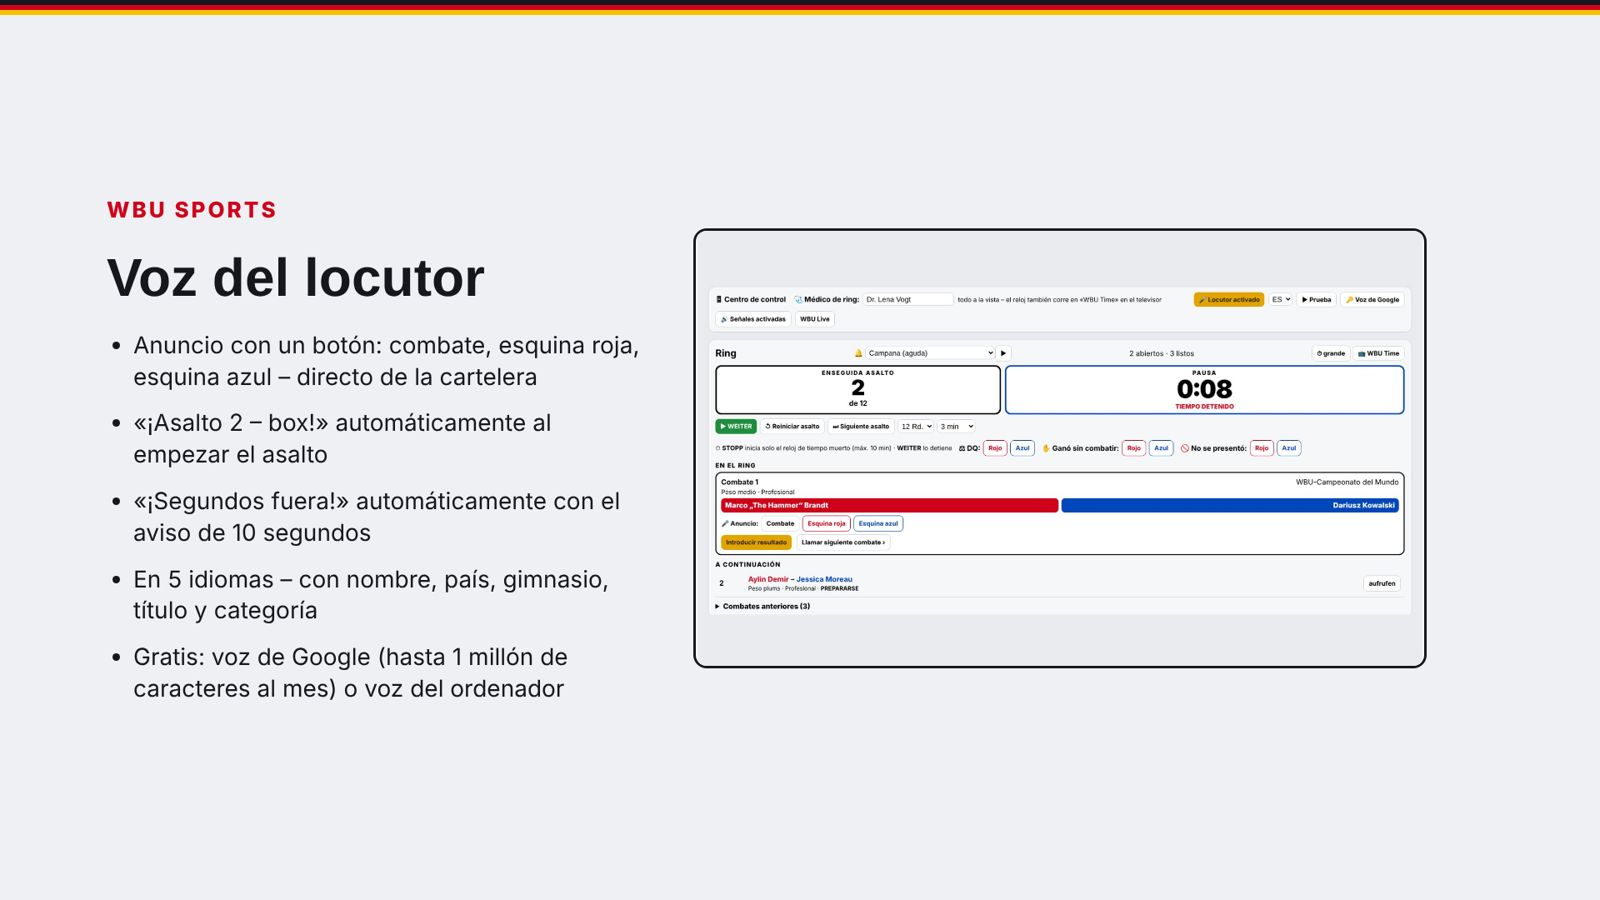 WBU SPORTS
Voz del locutor
• Anuncio con un botón: combate, esquina roja,
esquina azul – directo de la cartelera
• «¡Asalto 2 – box!» automáticamente al
empezar el asalto
• «¡Segundos fuera!» automáticamente con el
aviso de 10 segundos
• En 5 idiomas – con nombre, país, gimnasio,
título y categoría
• Gratis: voz de Google (hasta 1 millón de
caracteres al mes) o voz del ordenador
Centro de control Médico de ring: Dr. Lena Vogt todo a la vista – el reloj también corre en «WBU Time» en el televisor Locutor activado ES ▶ Prueba Voz de Google
Señales activadas WBU Live
Ring Campana (aguda) ▶ 2 abiertos · 3 listos grande WBU Time
ENSEGUIDA ASALTO PAUSA
2 0:08
de 12 TIEMPO DETENIDO
▶ WEITER Reiniciar asalto Siguiente asalto 12 Rd. 3 min
STOPP inicia solo el reloj de tiempo muerto (máx. 10 min) · WEITER lo detiene DQ: Rojo Azul Ganó sin combatir: Rojo Azul No se presentó: Rojo Azul
EN EL RING
Combate 1 WBU-Campeonato del Mundo
Peso medio · Profesional
Marco „The Hammer“ Brandt Dariusz Kowalski
Anuncio: Combate Esquina roja Esquina azul
Introducir resultado Llamar siguiente combate ›
A CONTINUACIÓN
2 Aylin Demir – Jessica Moreau aufrufen
Peso pluma · Profesional · PREPARARSE
▶ Combates anteriores (3)